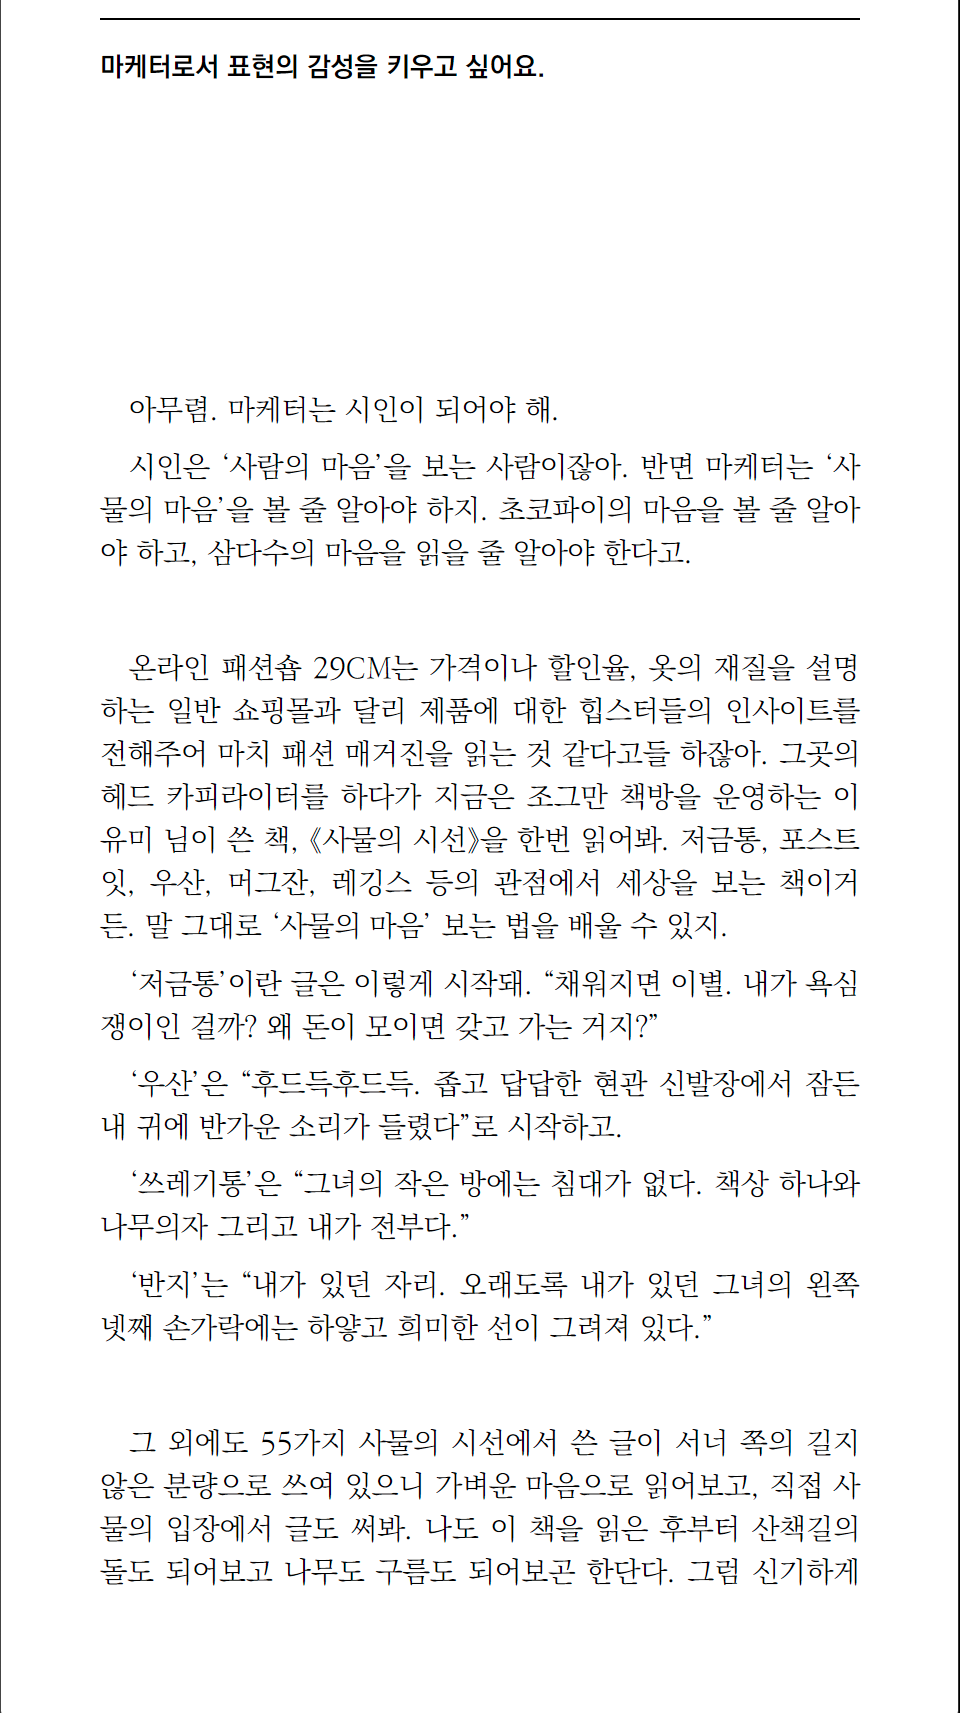 마케터로서 표현의 감성을 키우고 싶어요.
아무렴. 마케터는 시인이 되어야 해.
시인은 ‘사람의 마음’을 보는 사람이잖아. 반면 마케터는 ‘사
물의 마음’을 볼 줄 알아야 하지. 초코파이의 마음을 볼 줄 알아
야 하고, 삼다수의 마음을 읽을 줄 알아야 한다고.
온라인 패션숍 29CM는 가격이나 할인율, 옷의 재질을 설명
하는 일반 쇼핑몰과 달리 제품에 대한 힙스터들의 인사이트를
전해주어 마치 패션 매거진을 읽는 것 같다고들 하잖아. 그곳의
헤드 카피라이터를 하다가 지금은 조그만 책방을 운영하는 이
유미 님이 쓴 책, 《사물의 시선》을 한번 읽어봐. 저금통, 포스트
잇, 우산, 머그잔, 레깅스 등의 관점에서 세상을 보는 책이거
든. 말 그대로 ‘사물의 마음’ 보는 법을 배울 수 있지.
‘저금통’이란 글은 이렇게 시작돼. “채워지면 이별. 내가 욕심
쟁이인 걸까? 왜 돈이 모이면 갖고 가는 거지?”
‘우산’은 “후드득후드득. 좁고 답답한 현관 신발장에서 잠든
내 귀에 반가운 소리가 들렸다”로 시작하고.
‘쓰레기통’은 “그녀의 작은 방에는 침대가 없다. 책상 하나와
나무의자 그리고 내가 전부다.”
‘반지’는 “내가 있던 자리. 오래도록 내가 있던 그녀의 왼쪽
넷째 손가락에는 하얗고 희미한 선이 그려져 있다.”
그 외에도 55가지 사물의 시선에서 쓴 글이 서너 쪽의 길지
않은 분량으로 쓰여 있으니 가벼운 마음으로 읽어보고, 직접 사
물의 입장에서 글도 써봐. 나도 이 책을 읽은 후부터 산책길의
돌도 되어보고 나무도 구름도 되어보곤 한단다. 그럼 신기하게